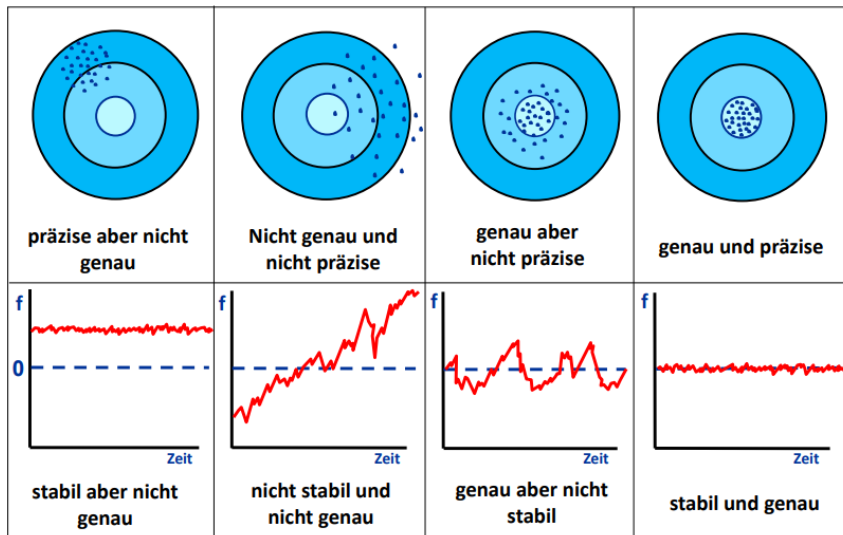 präzise aber nicht
genau
Nicht genau und
nicht präzise
genau aber
nicht präzise
genau und präzise
f
0
Zeit
stabil aber nicht
genau
f
Zeit
nicht stabil und
nicht genau
f
Zeit
genau aber nicht
stabil
f
Zeit
stabil und genau